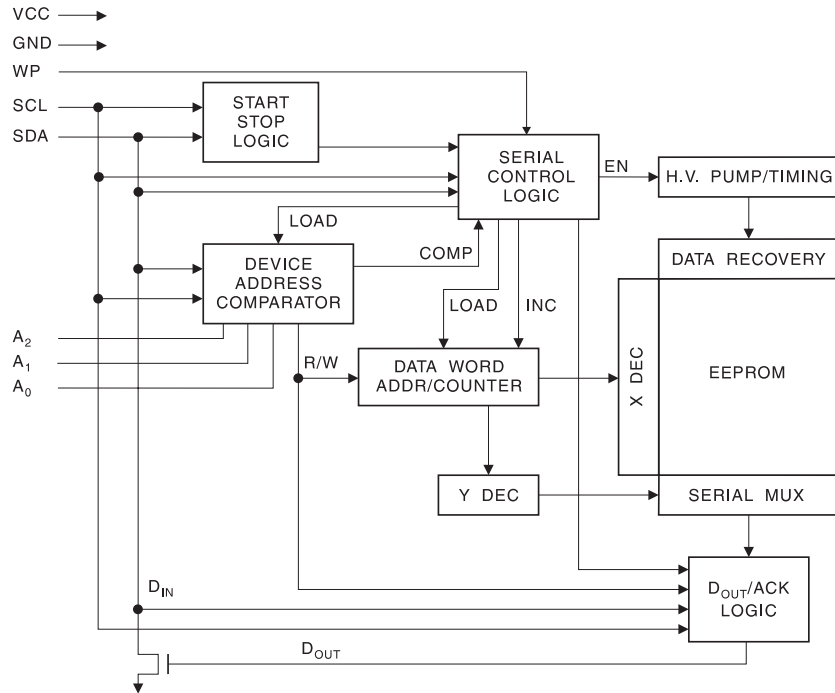 VCC
GND
WP
SCL
SDA
START
STOP
LOGIC
SERIAL
CONTROL
LOGIC
EN
H.V. PUMP/TIMING
LOAD
COMP
DEVICE
ADDRESS
COMPARATOR
DATA RECOVERY
LOAD
INC
A2
A1
A0
R/W
DATA WORD
ADDR/COUNTER
X DEC
EEPROM
Y DEC
SERIAL MUX
DIN
DOUT/ACK
LOGIC
DOUT